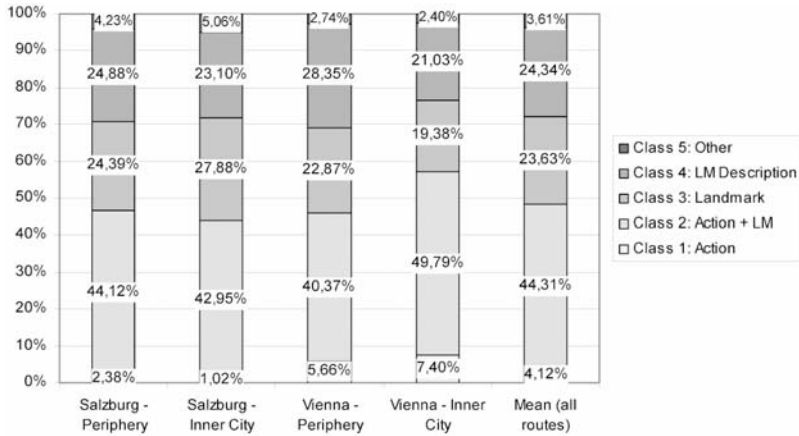 100%
90%
80%
70%
60%
50%
40%
30%
20%
10%
0%
4,23%
24,88%
24,39%
44,12%
2,38%
5,06%
23,10%
27,88%
42,95%
1,02%
2,74%
28,35%
22,87%
40,37%
5,66%
2,40%
21,03%
19,38%
49,79%
7,40%
3,61%
24,34%
23,63%
44,31%
4,12%
Salzburg -
Periphery
Salzburg -
Inner City
Vienna -
Periphery
Vienna - Inner
City
Mean (all
routes)
Class 5: Other
Class 4: LM Description
Class 3: Landmark
Class 2: Action + LM
Class 1: Action